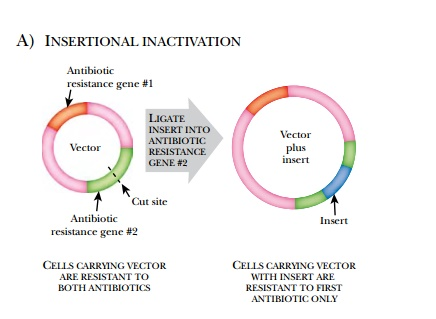 A) INSERTIONAL INACTIVATION
Antibiotic
resistance gene #1
Vector
Cut site
Antibiotic
resistance gene #2
LIGATE
INSERT INTO
ANTIBIOTIC
RESISTANCE
GENE #2
Vector
plus
insert
Insert
CELLS CARRYING VECTOR
ARE RESISTANT TO
BOTH ANTIBIOTICS
CELLS CARRYING VECTOR
WITH INSERT ARE
RESISTANT TO FIRST
ANTIBIOTIC ONLY